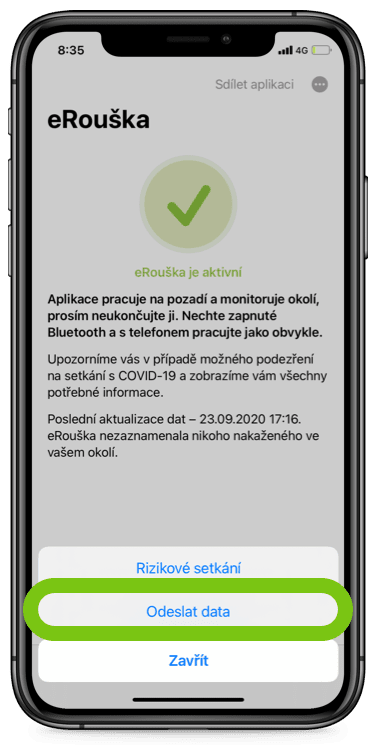 8:35
4G
Sdílet aplikaci
eRouška
eRouška je aktivní
Aplikace pracuje na pozadí a monitoruje okolí,
prosím neukončujte ji. Nechte zapnuté
Bluetooth a s telefonem pracujte jako obvykle.
Upozorníme vás v případě možného podezření
na setkání s COVID-19 a zobrazíme vám všechny
potřebné informace.
Poslední aktualizace dat – 23.09.2020 17:16.
eRouška nezaznamenala nikoho nakaženého ve
vašem okolí.
Rizikové setkání
Odeslat data
Zavřít